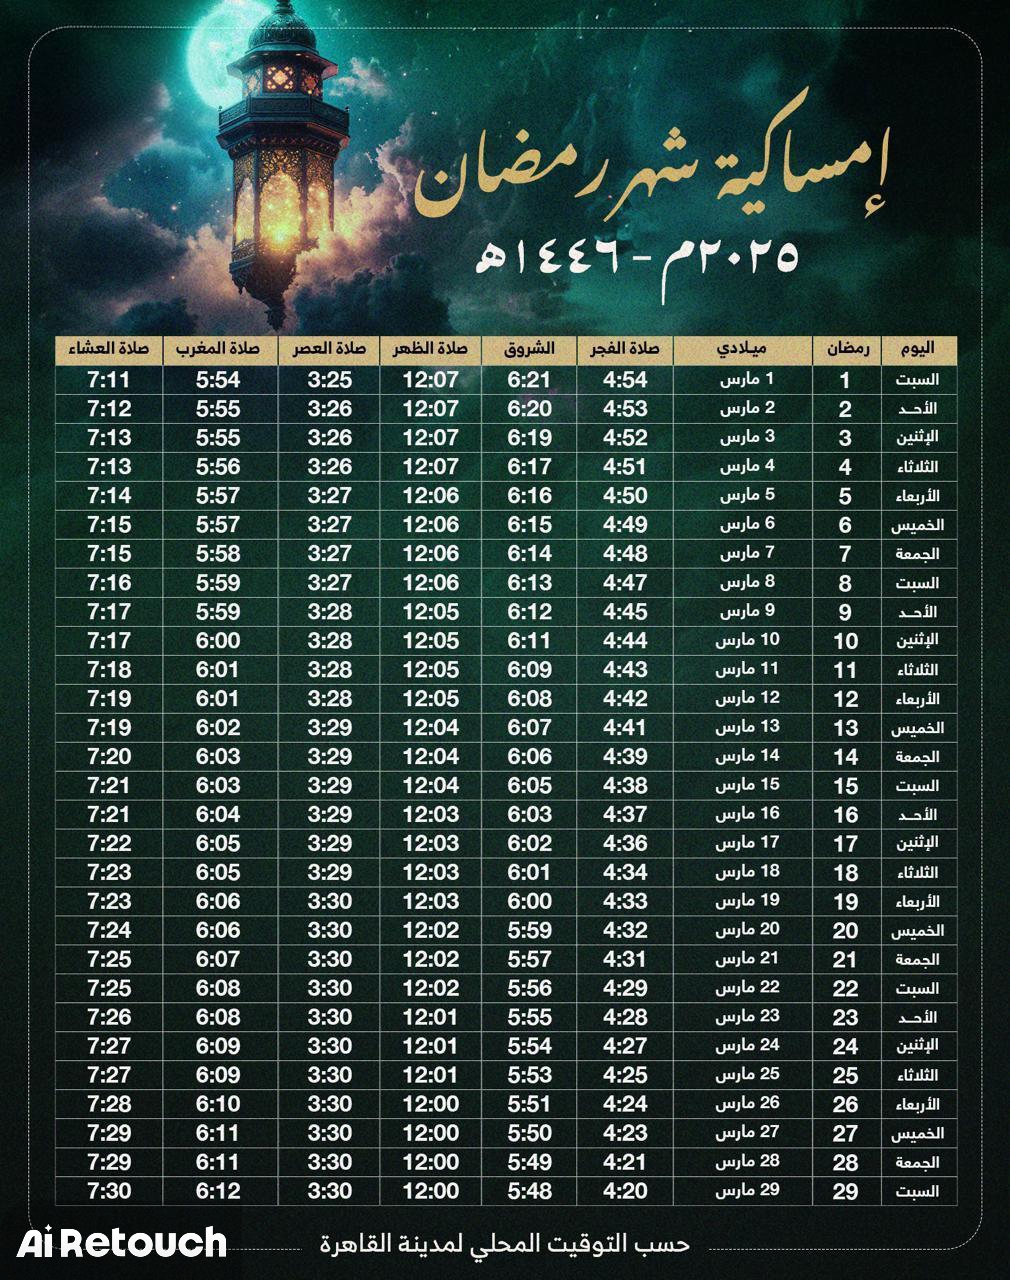 إمساكية شهر رمضان
٢٠٢٥م - ١٤٤٦ه
اليوم رمضان ميلادي صلاة الفجر الشروق صلاة الظهر صلاة العصر صلاة المغرب صلاة العشاء
السبت 1 1 مارس 4:54 6:21 12:07 3:25 5:54 7:11
الأحد 2 2 مارس 4:53 6:20 12:07 3:26 5:55 7:12
الإثنين 3 3 مارس 4:52 6:19 12:07 3:26 5:55 7:13
الثلاثاء 4 4 مارس 4:51 6:17 12:07 3:26 5:56 7:13
الأربعاء 5 5 مارس 4:50 6:16 12:06 3:27 5:57 7:14
الخميس 6 6 مارس 4:49 6:15 12:06 3:27 5:57 7:15
الجمعة 7 7 مارس 4:48 6:14 12:06 3:27 5:58 7:15
السبت 8 8 مارس 4:47 6:13 12:06 3:27 5:59 7:16
الأحد 9 9 مارس 4:45 6:12 12:05 3:28 5:59 7:17
الإثنين 10 10 مارس 4:44 6:11 12:05 3:28 6:00 7:17
الثلاثاء 11 11 مارس 4:43 6:09 12:05 3:28 6:01 7:18
الأربعاء 12 12 مارس 4:42 6:08 12:05 3:28 6:01 7:19
الخميس 13 13 مارس 4:41 6:07 12:04 3:29 6:02 7:19
الجمعة 14 14 مارس 4:39 6:06 12:04 3:29 6:03 7:20
السبت 15 15 مارس 4:38 6:05 12:04 3:29 6:03 7:21
الأحد 16 16 مارس 4:37 6:03 12:03 3:29 6:04 7:21
الإثنين 17 17 مارس 4:36 6:02 12:03 3:29 6:05 7:22
الثلاثاء 18 18 مارس 4:34 6:01 12:03 3:29 6:05 7:23
الأربعاء 19 19 مارس 4:33 6:00 12:03 3:30 6:06 7:23
الخميس 20 20 مارس 4:32 5:59 12:02 3:30 6:06 7:24
الجمعة 21 21 مارس 4:31 5:57 12:02 3:30 6:07 7:25
السبت 22 22 مارس 4:29 5:56 12:02 3:30 6:08 7:25
الأحد 23 23 مارس 4:28 5:55 12:01 3:30 6:08 7:26
الإثنين 24 24 مارس 4:27 5:54 12:01 3:30 6:09 7:27
الثلاثاء 25 25 مارس 4:25 5:53 12:01 3:30 6:09 7:27
الأربعاء 26 26 مارس 4:24 5:51 12:00 3:30 6:10 7:28
الخميس 27 27 مارس 4:23 5:50 12:00 3:30 6:11 7:29
الجمعة 28 28 مارس 4:21 5:49 12:00 3:30 6:11 7:29
السبت 29 29 مارس 4:20 5:48 12:00 3:30 6:12 7:30
حسب التوقيت المحلي لمدينة القاهرة
Ai Retouch